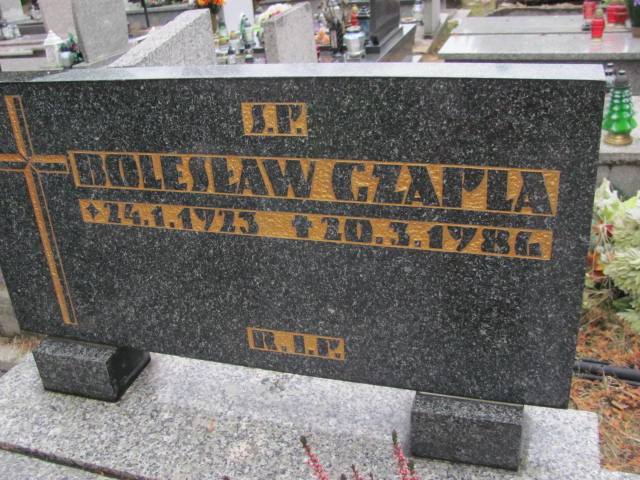 Ś.P.
BOLESŁAW CZAPLA
* 24.1.1923 + 20.3.1986
R.I.P.